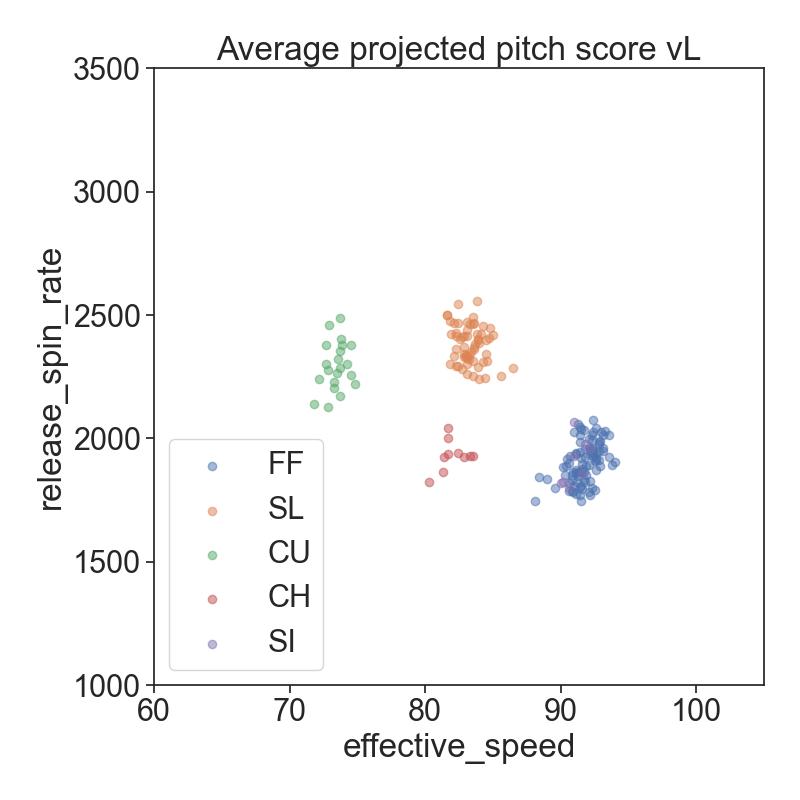 Average projected pitch score vL
3500
3000
2500
2000
1500
1000
release_spin_rate
FF
SL
CU
CH
SI
60 70 80 90 100
effective_speed